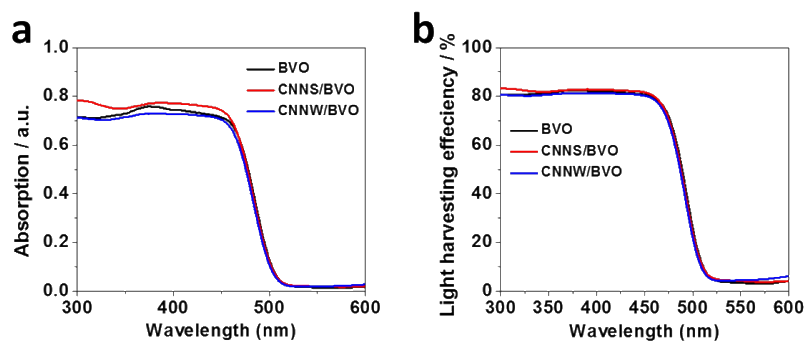 a
Absorption / a.u.
1.0
0.8
0.6
0.4
0.2
0.0
BVO
CNNS/BVO
CNNW/BVO
300
400
500
600
Wavelength (nm)
b
Light harvesting effeciency / %
100
80
60
40
20
0
BVO
CNNS/BVO
CNNW/BVO
300
350
400
450
500
550
600
Wavelength (nm)